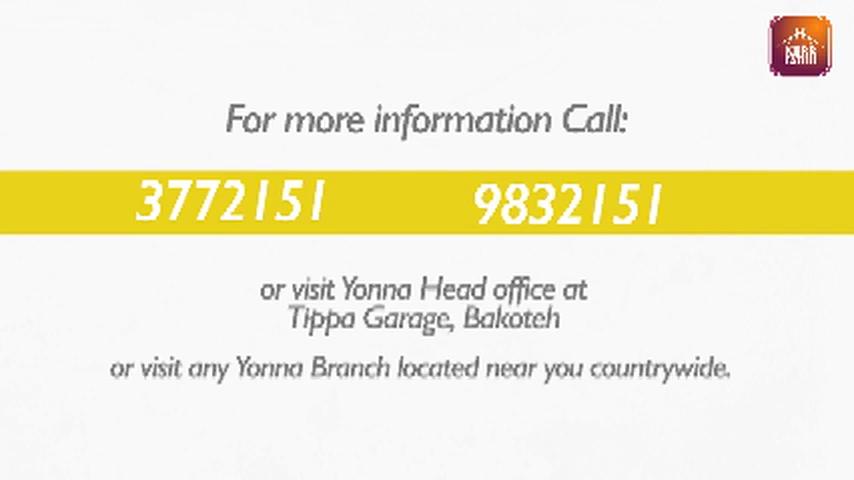 For more information Call:
3772151 9832151
or visit Yonna Head office at
Tippa Garage, Bakoteh
or visit any Yonna Branch located near you countrywide.